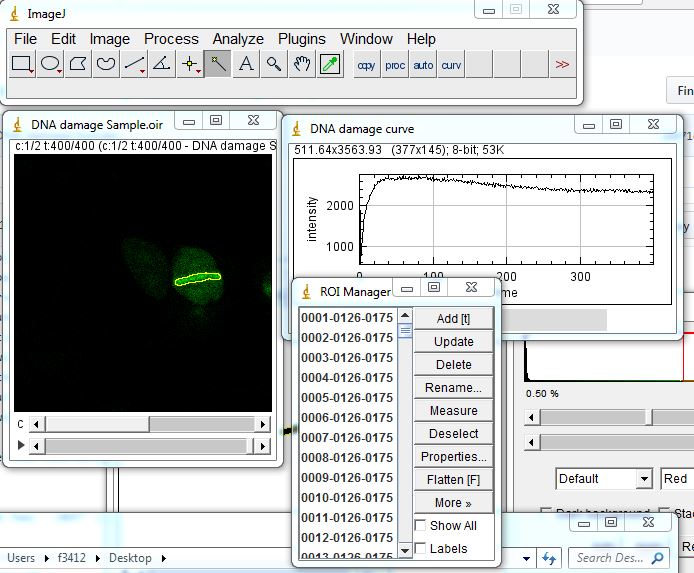 ImageJ
File Edit Image Process Analyze Plugins Window Help
A copy proc auto curv >>
Fin
DNA damage Sample.oir
c:1/2 t:400/400 (c:1/2 t:400/400 - DNA damage S
c
DNA damage curve
511.64x3563.93 (377x145); 8-bit; 53K
intensity
2000
1000
0 100 200 300
me
ROI Manager
0001-0126-0175
0002-0126-0175
0003-0126-0175
0004-0126-0175
0005-0126-0175
0006-0126-0175
0007-0126-0175
0008-0126-0175
0009-0126-0175
0010-0126-0175
0011-0126-0175
0012-0126-0175
0013-0126-0175
Add [t]
Update
Delete
Rename...
Measure
Deselect
Properties...
Flatten [F]
More »
Show All
Labels
0.50 %
Default Red
Dark background Stac
Re
Users f3412 Desktop
Search Des...